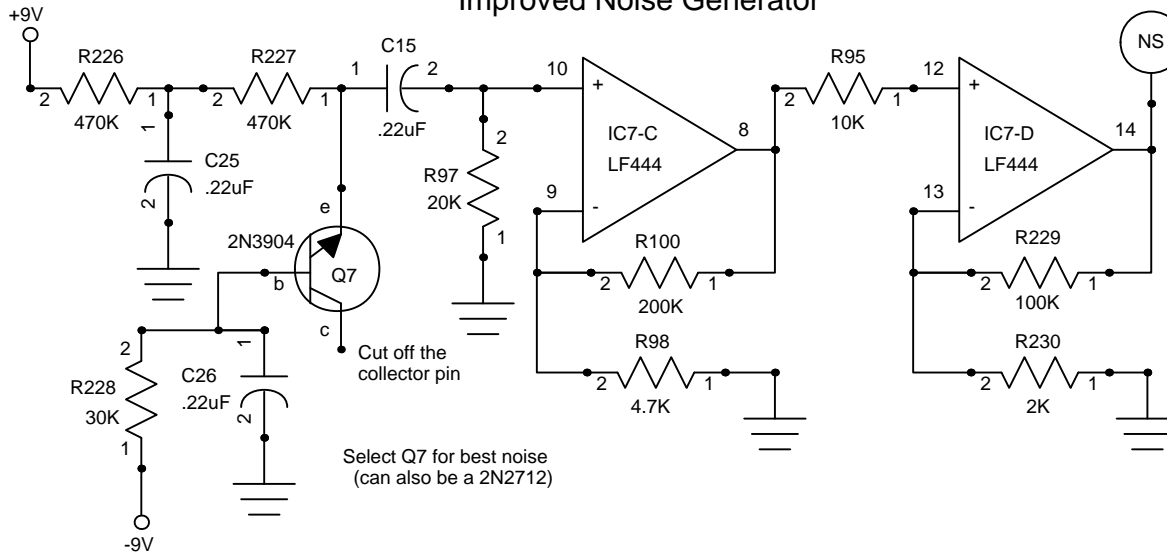 Improved Noise Generator
+9V
R226
2
1
470K
R227
2
1
470K
C15
1
2
.22uF
1
C25
.22uF
2
2
R97
20K
1
10
+
IC7-C
LF444
8
9
-
R100
2
1
200K
R98
2
1
4.7K
R95
2
1
10K
12
+
IC7-D
LF444
14
13
-
NS
R229
2
1
100K
R230
2
1
2K
e
2N3904
Q7
b
c
Cut off the
collector pin
2
R228
30K
1
1
C26
.22uF
2
-9V
Select Q7 for best noise
(can also be a 2N2712)